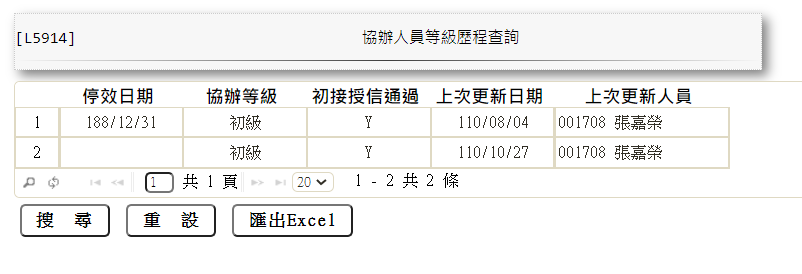 [L5914] 協辦人員等級歷程查詢
停效日期 協辦等級 初接授信通過 上次更新日期 上次更新人員
1 188/12/31 初級 Y 110/08/04 001708 張嘉榮
2 初級 Y 110/10/27 001708 張嘉榮
1 共 1 頁 20 1 - 2 共 2 條
搜 尋 重 設 匯出Excel